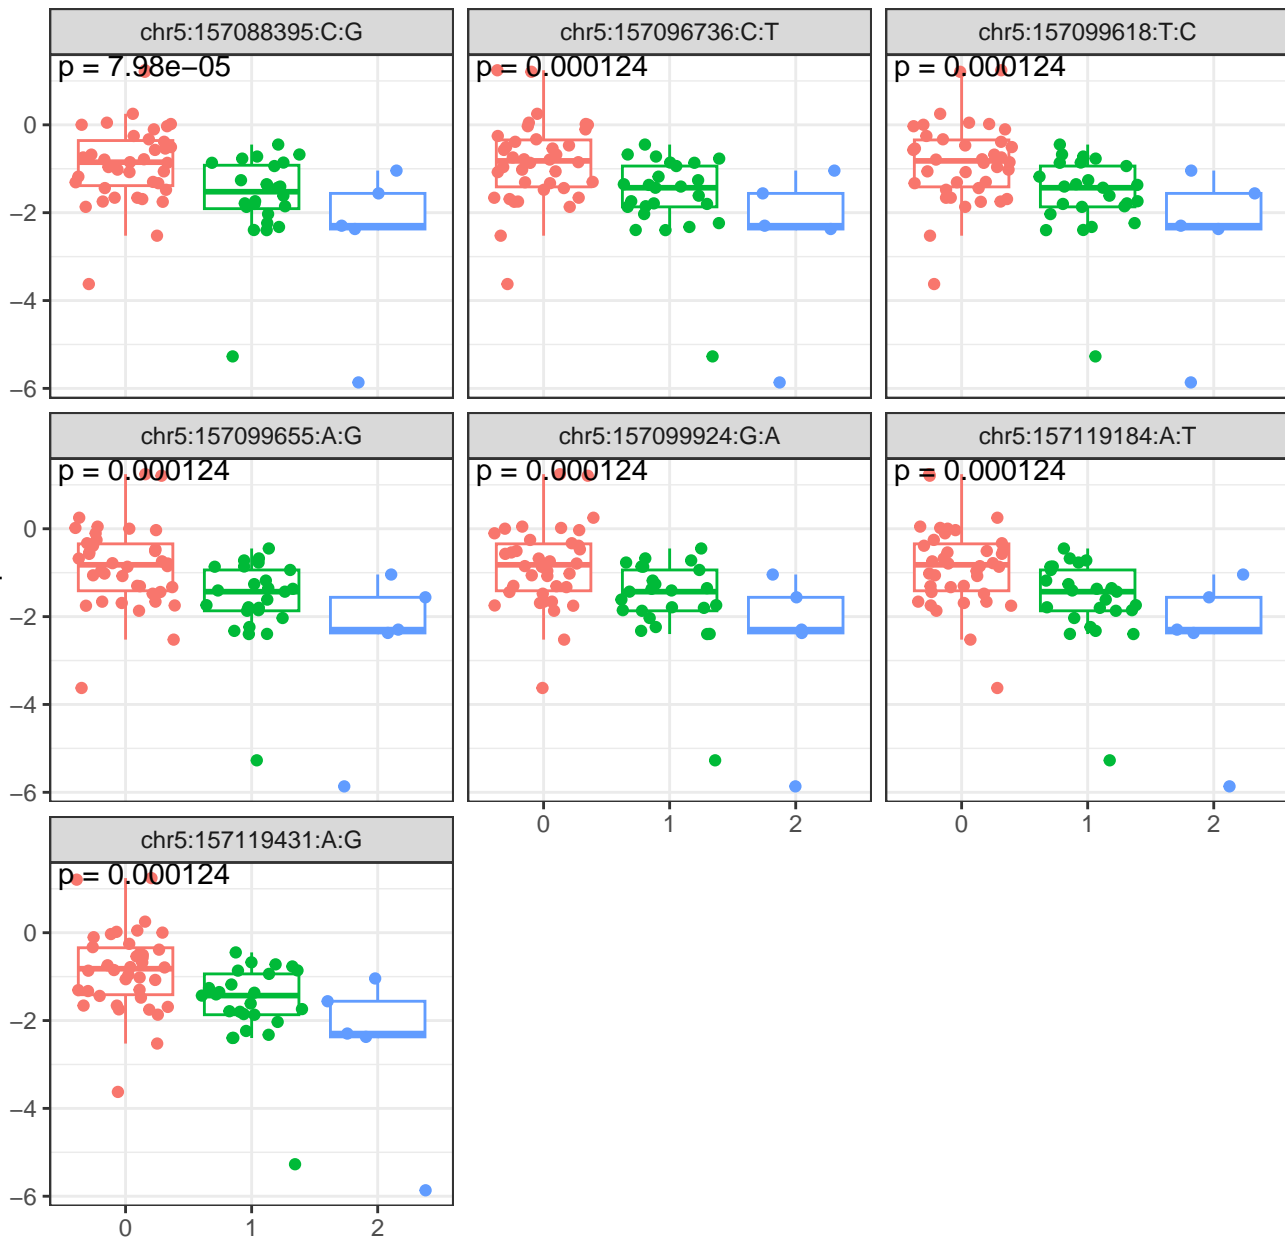 chr5:157088395:C:G chr5:157096736:C:T chr5:157099618:T:C
p = 7.98e−05 p = 0.000124 p = 0.000124
0
−2
−4
−6
chr5:157099655:A:G chr5:157099924:G:A chr5:157119184:A:T
p = 0.000124 p = 0.000124 p = 0.000124
0
−2
−4
−6
0 1 2 0 1 2
chr5:157119431:A:G
p = 0.000124
0
−2
−4
−6
0 1 2